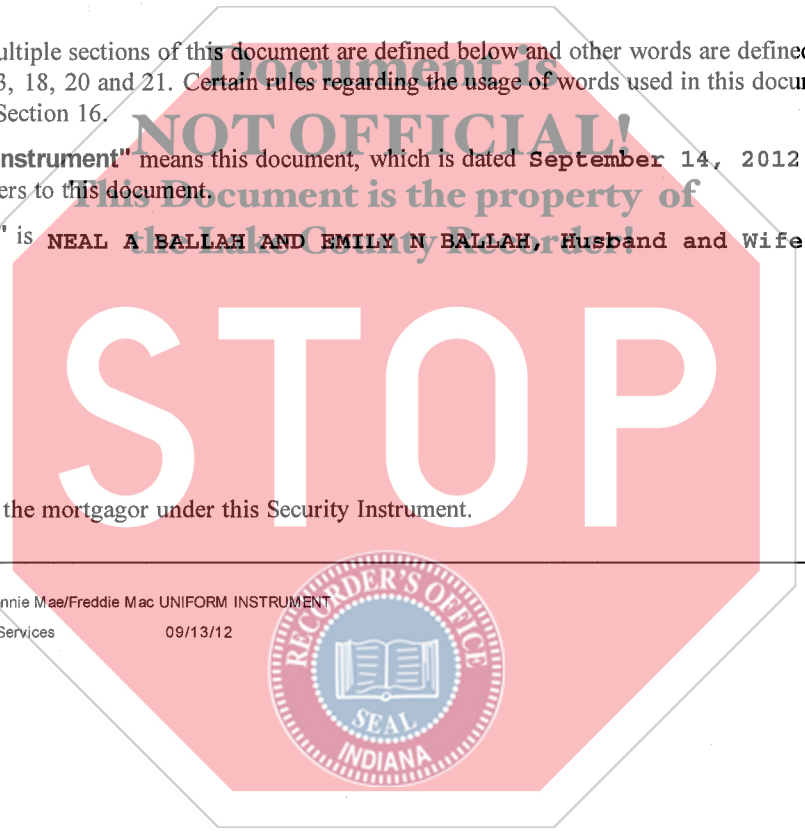 ultiple sections of this document are defined below and other words are defined
3, 18, 20 and 21. Certain rules regarding the usage of words used in this docu
Section 16.
Document is
NOT OFFICIAL!
This Document is the property of
the Lake County Recorder!
nstrument" means this document, which is dated September 14, 2012
ers to this document.
" is NEAL A BALLAH AND EMILY N BALLAH, Husband and Wife
STOP
the mortgagor under this Security Instrument.
nnie Mae/Freddie Mac UNIFORM INSTRUMENT
Services 09/13/12
RECORDER'S OFFICE
SEAL
INDIANA